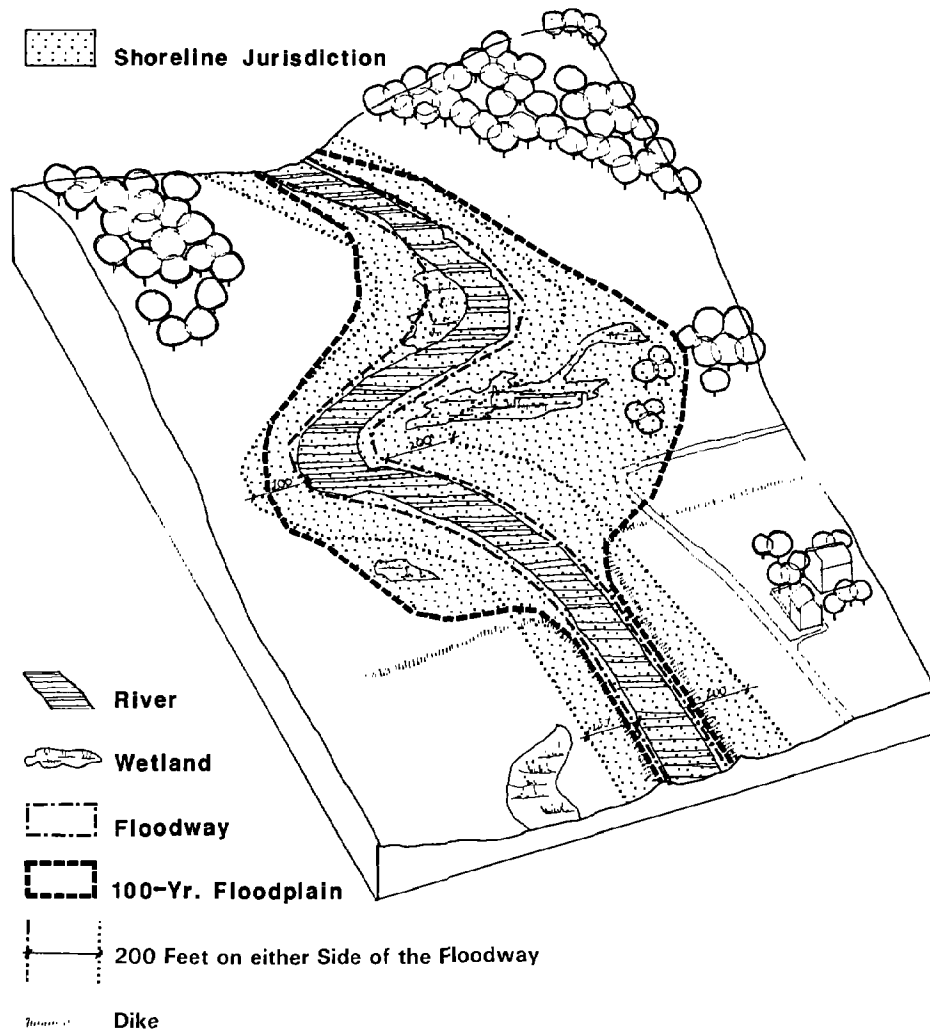 Shoreline Jurisdiction
200'
200'
200'
River
Wetland
Floodway
100-Yr. Floodplain
200 Feet on either Side of the Floodway
Dike